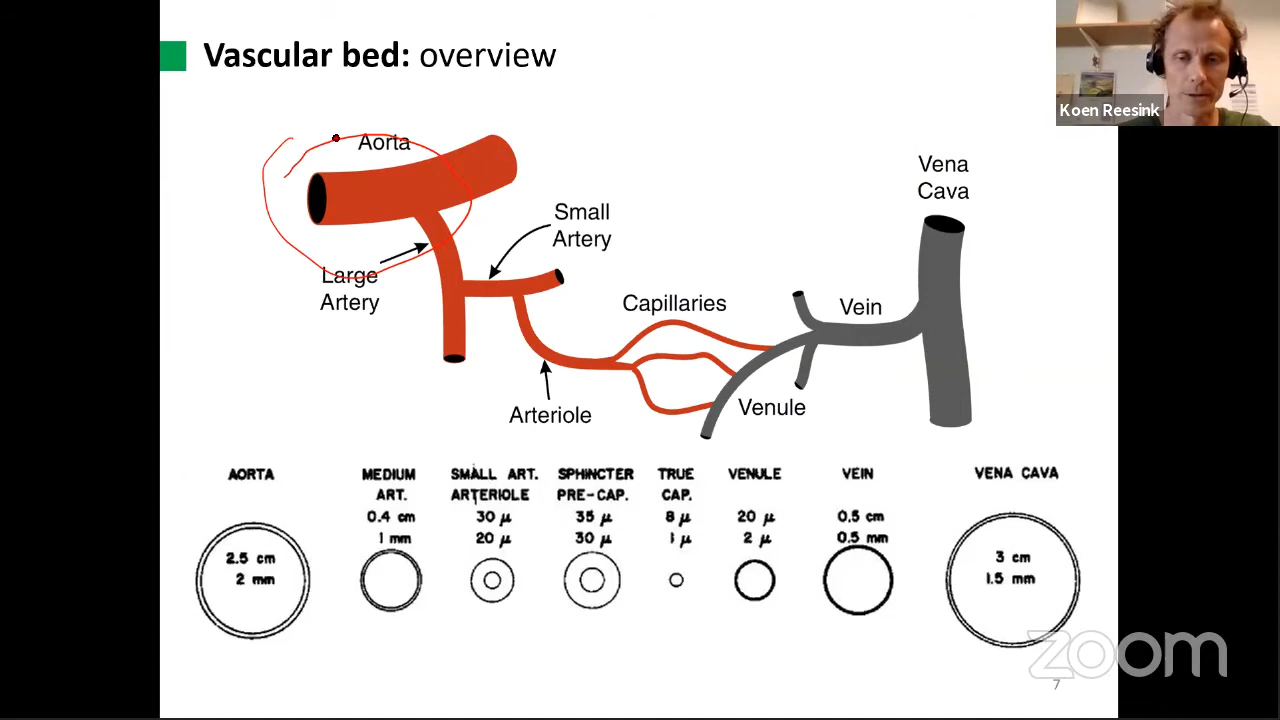 Vascular bed: overview
Koen Reesink
Aorta
Vena
Cava
Small
Artery
Large
Artery
Capillaries
Vein
Arteriole
Venule
AORTA
2.5 cm
2 mm
MEDIUM
ART.
0.4 cm
1 mm
SMALL ART.
ARTERIOLE
30 μ
20 μ
SPHINCTER
PRE-CAP.
35 μ
30 μ
TRUE
CAP.
8 μ
1 μ
VENULE
20 μ
2 μ
VEIN
0.5 cm
0.5 mm
VENA CAVA
3 cm
1.5 mm
zoom
7